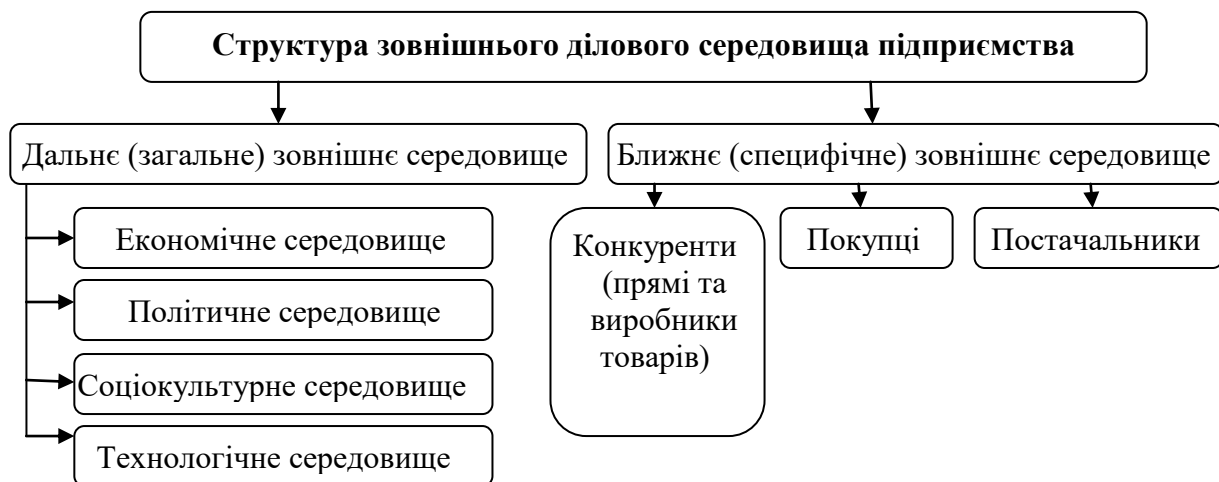 Структура зовнішнього ділового середовища підприємства
Дальнє (загальне) зовнішнє середовище
Економічне середовище
Політичне середовище
Соціокультурне середовище
Технологічне середовище
Ближнє (специфічне) зовнішнє середовище
Конкуренти
(прямі та
виробники
товарів)
Покупці
Постачальники